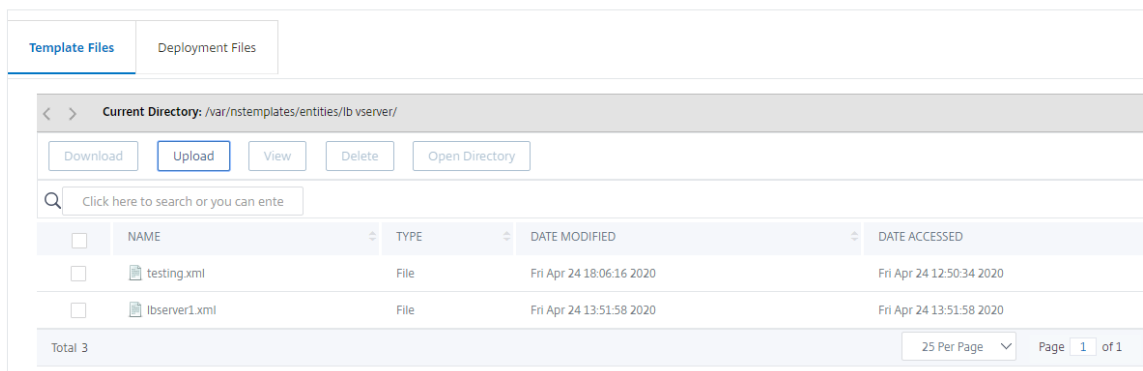 Template Files Deployment Files
Current Directory: /var/nstemplates/entities/lb vserver/
Download Upload View Delete Open Directory
Click here to search or you can ente
NAME TYPE DATE MODIFIED DATE ACCESSED
testing.xml File Fri Apr 24 18:06:16 2020 Fri Apr 24 12:50:34 2020
lbserver1.xml File Fri Apr 24 13:51:58 2020 Fri Apr 24 13:51:58 2020
Total 3 25 Per Page Page 1 of 1